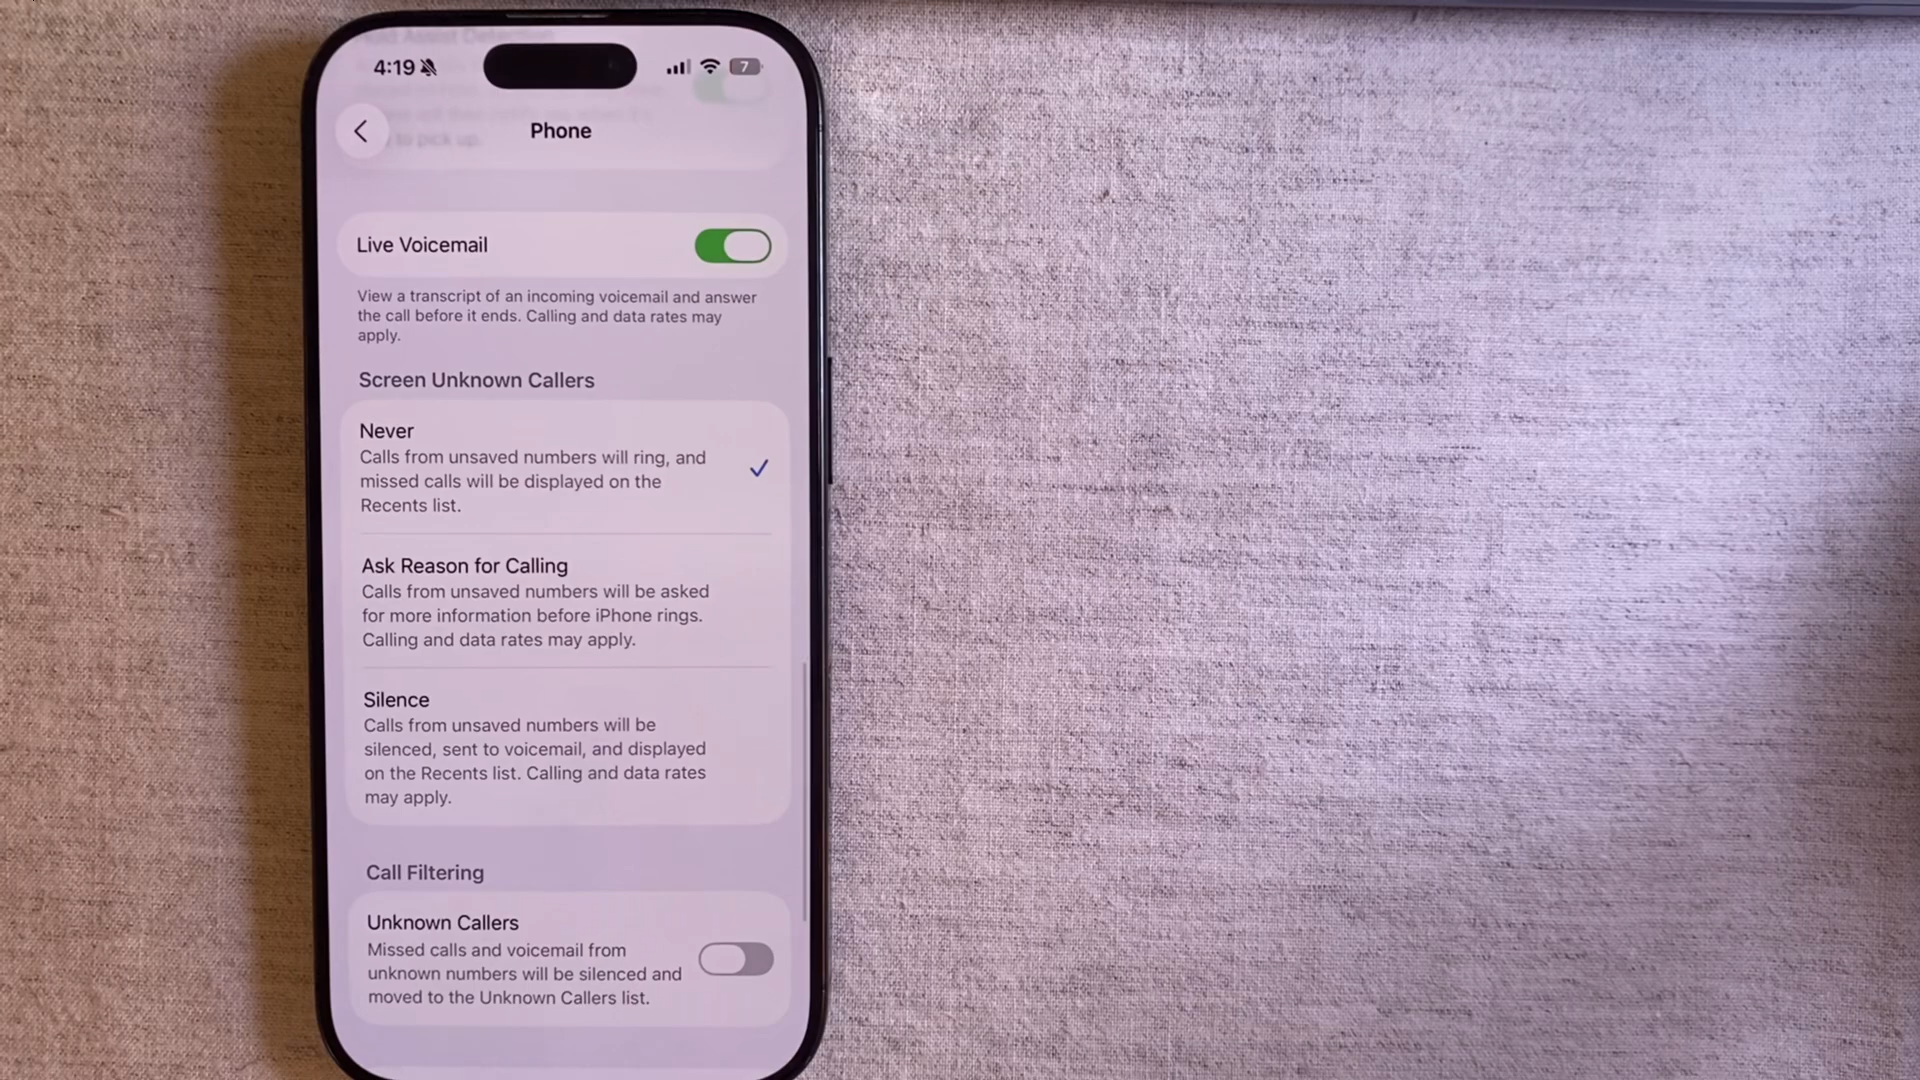 4:19
7
Phone
to pick up.
Live Voicemail
View a transcript of an incoming voicemail and answer
the call before it ends. Calling and data rates may
apply.
Screen Unknown Callers
Never
Calls from unsaved numbers will ring, and
missed calls will be displayed on the
Recents list.
Ask Reason for Calling
Calls from unsaved numbers will be asked
for more information before iPhone rings.
Calling and data rates may apply.
Silence
Calls from unsaved numbers will be
silenced, sent to voicemail, and displayed
on the Recents list. Calling and data rates
may apply.
Call Filtering
Unknown Callers
Missed calls and voicemail from
unknown numbers will be silenced and
moved to the Unknown Callers list.